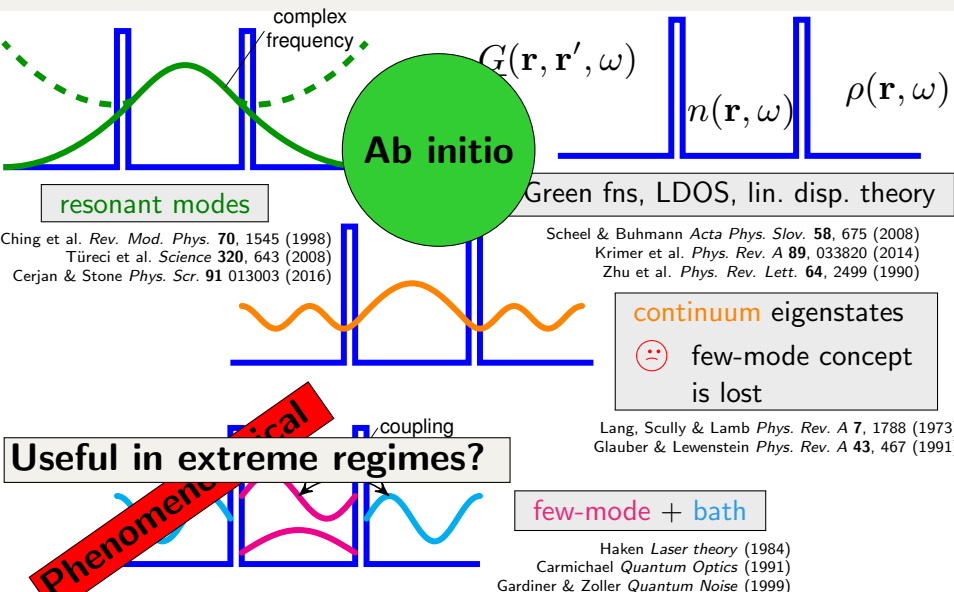 complex
frequency
G(r, r′, ω)
n(r, ω)
ρ(r, ω)
Ab initio
resonant modes
Ching et al. Rev. Mod. Phys. 70, 1545 (1998)
Türeci et al. Science 320, 643 (2008)
Cerjan & Stone Phys. Scr. 91 013003 (2016)
Green fns, LDOS, lin. disp. theory
Scheel & Buhmann Acta Phys. Slov. 58, 675 (2008)
Krimer et al. Phys. Rev. A 89, 033820 (2014)
Zhu et al. Phys. Rev. Lett. 64, 2499 (1990)
continuum eigenstates
few-mode concept
is lost
Lang, Scully & Lamb Phys. Rev. A 7, 1788 (1973)
Glauber & Lewenstein Phys. Rev. A 43, 467 (1991)
coupling
Useful in extreme regimes?
few-mode + bath
Haken Laser theory (1984)
Carmichael Quantum Optics (1991)
Gardiner & Zoller Quantum Noise (1999)